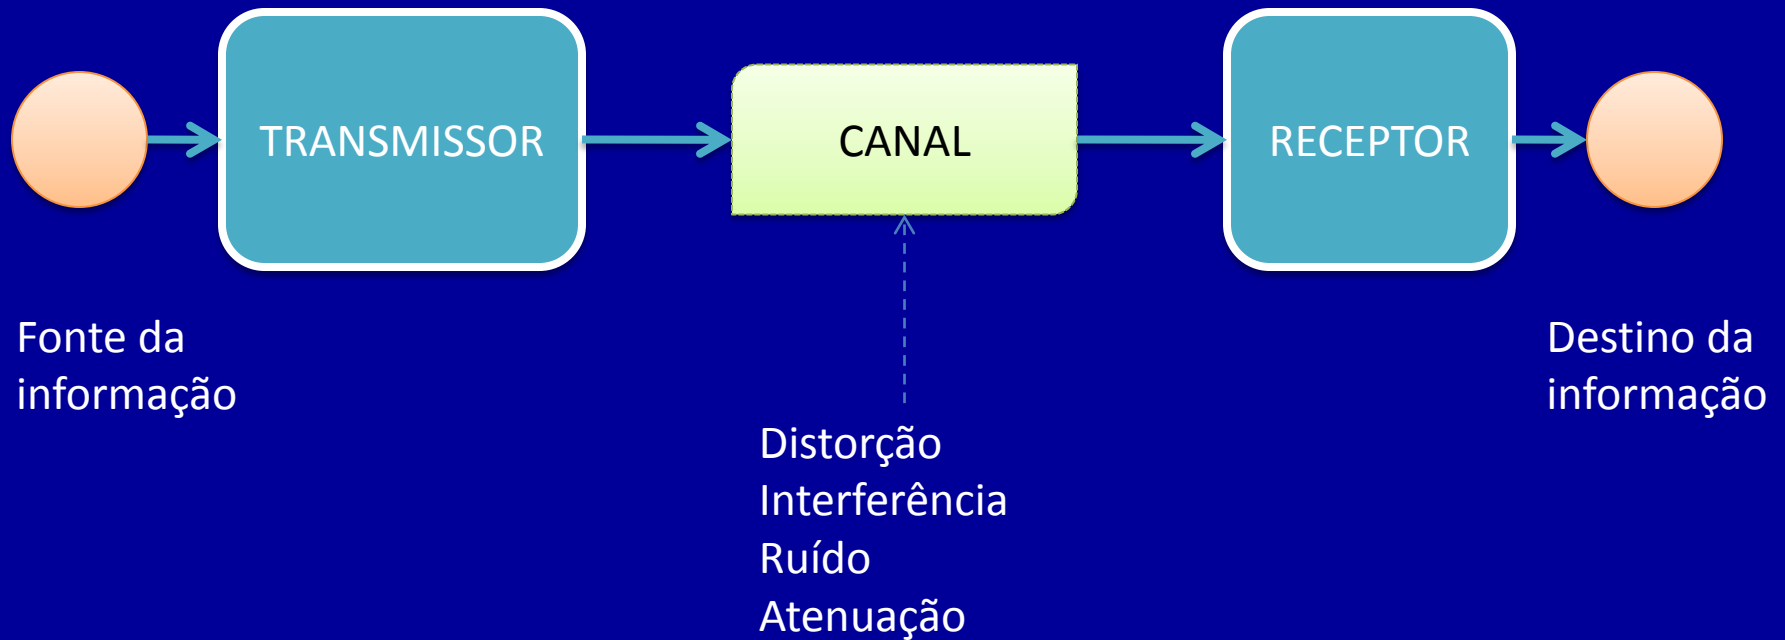 TRANSMISSOR
CANAL
RECEPTOR
Fonte da
informação
Destino da
informação
Distorção
Interferência
Ruído
Atenuação